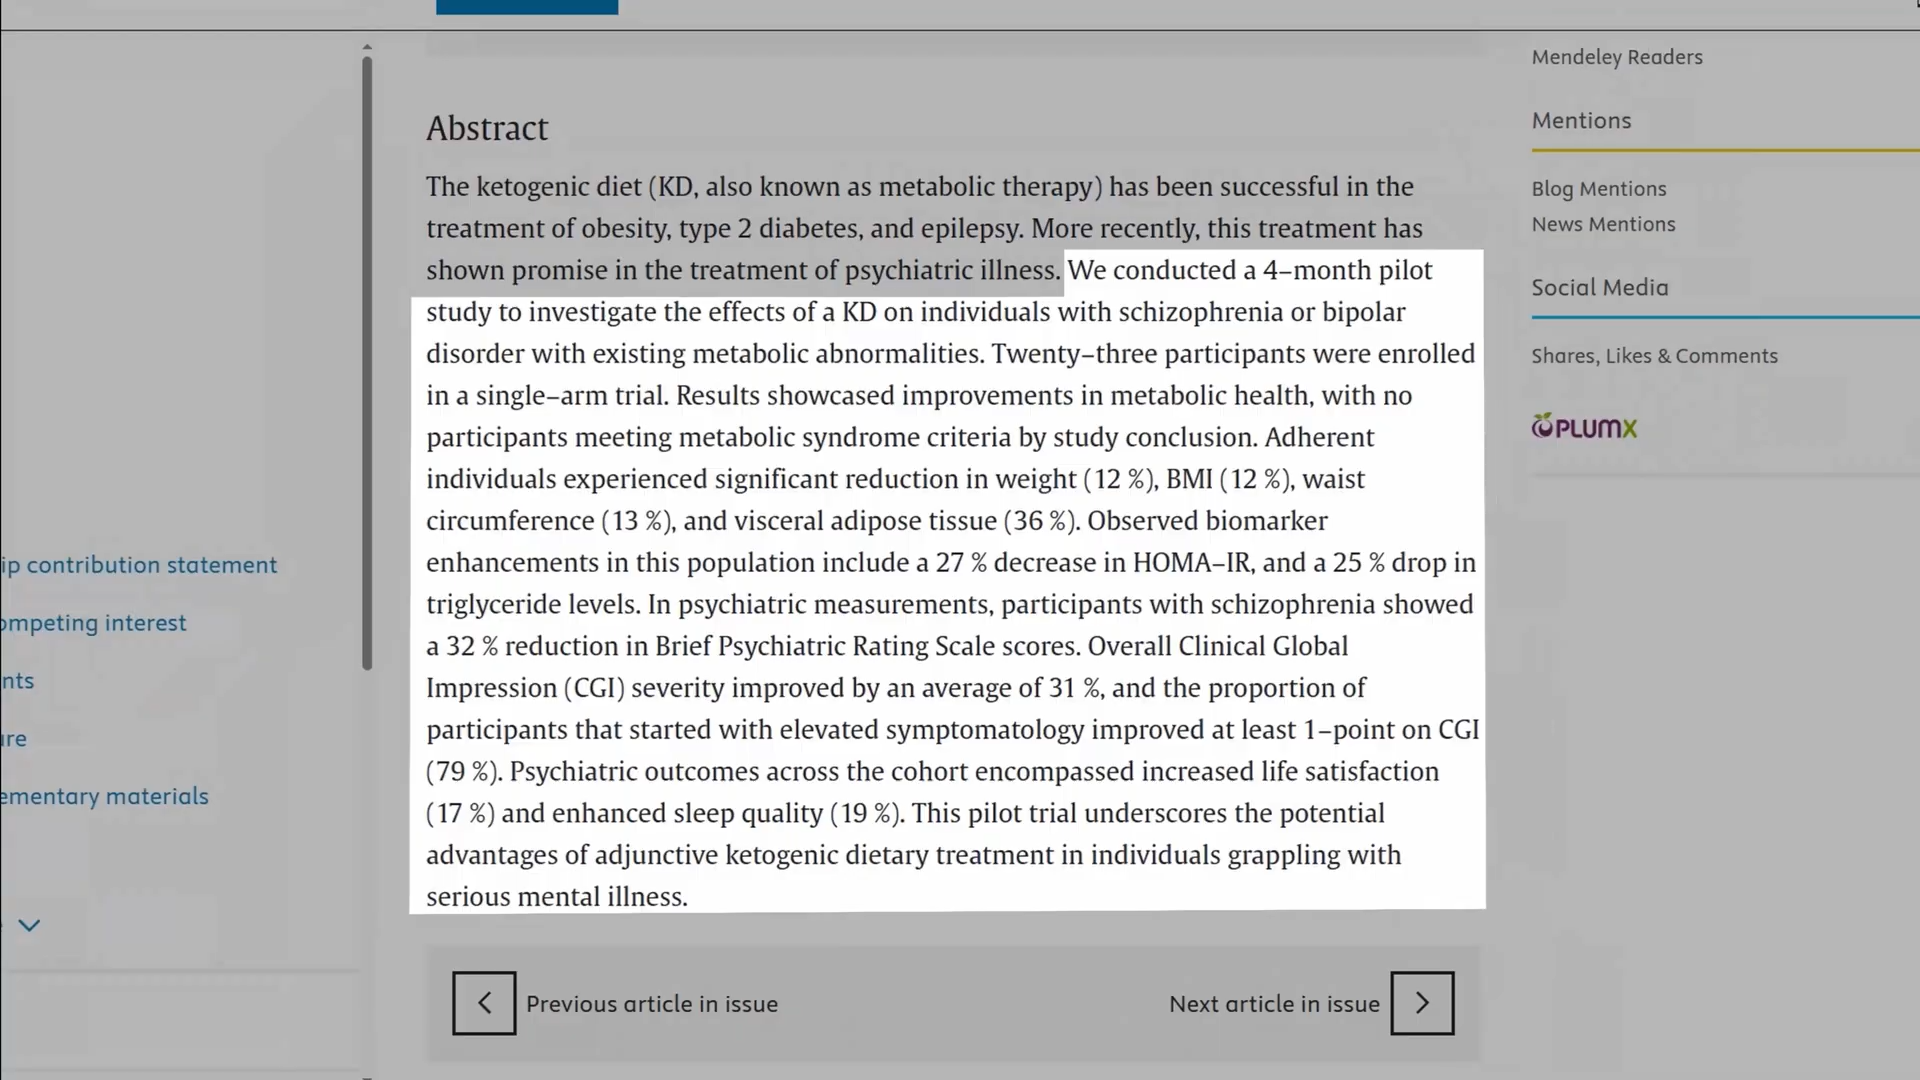 Mendeley Readers
Abstract
Mentions
The ketogenic diet (KD, also known as metabolic therapy) has been successful in the
treatment of obesity, type 2 diabetes, and epilepsy. More recently, this treatment has
shown promise in the treatment of psychiatric illness. We conducted a 4–month pilot
study to investigate the effects of a KD on individuals with schizophrenia or bipolar
disorder with existing metabolic abnormalities. Twenty–three participants were enrolled
in a single–arm trial. Results showcased improvements in metabolic health, with no
participants meeting metabolic syndrome criteria by study conclusion. Adherent
individuals experienced significant reduction in weight (12 %), BMI (12 %), waist
circumference (13 %), and visceral adipose tissue (36 %). Observed biomarker
enhancements in this population include a 27 % decrease in HOMA–IR, and a 25 % drop in
triglyceride levels. In psychiatric measurements, participants with schizophrenia showed
a 32 % reduction in Brief Psychiatric Rating Scale scores. Overall Clinical Global
Impression (CGI) severity improved by an average of 31 %, and the proportion of
participants that started with elevated symptomatology improved at least 1–point on CGI
(79 %). Psychiatric outcomes across the cohort encompassed increased life satisfaction
(17 %) and enhanced sleep quality (19 %). This pilot trial underscores the potential
advantages of adjunctive ketogenic dietary treatment in individuals grappling with
serious mental illness.
Blog Mentions
News Mentions
Social Media
Shares, Likes & Comments
PLUMX
ip contribution statement
ompeting interest
nts
ire
ementary materials
Previous article in issue
Next article in issue